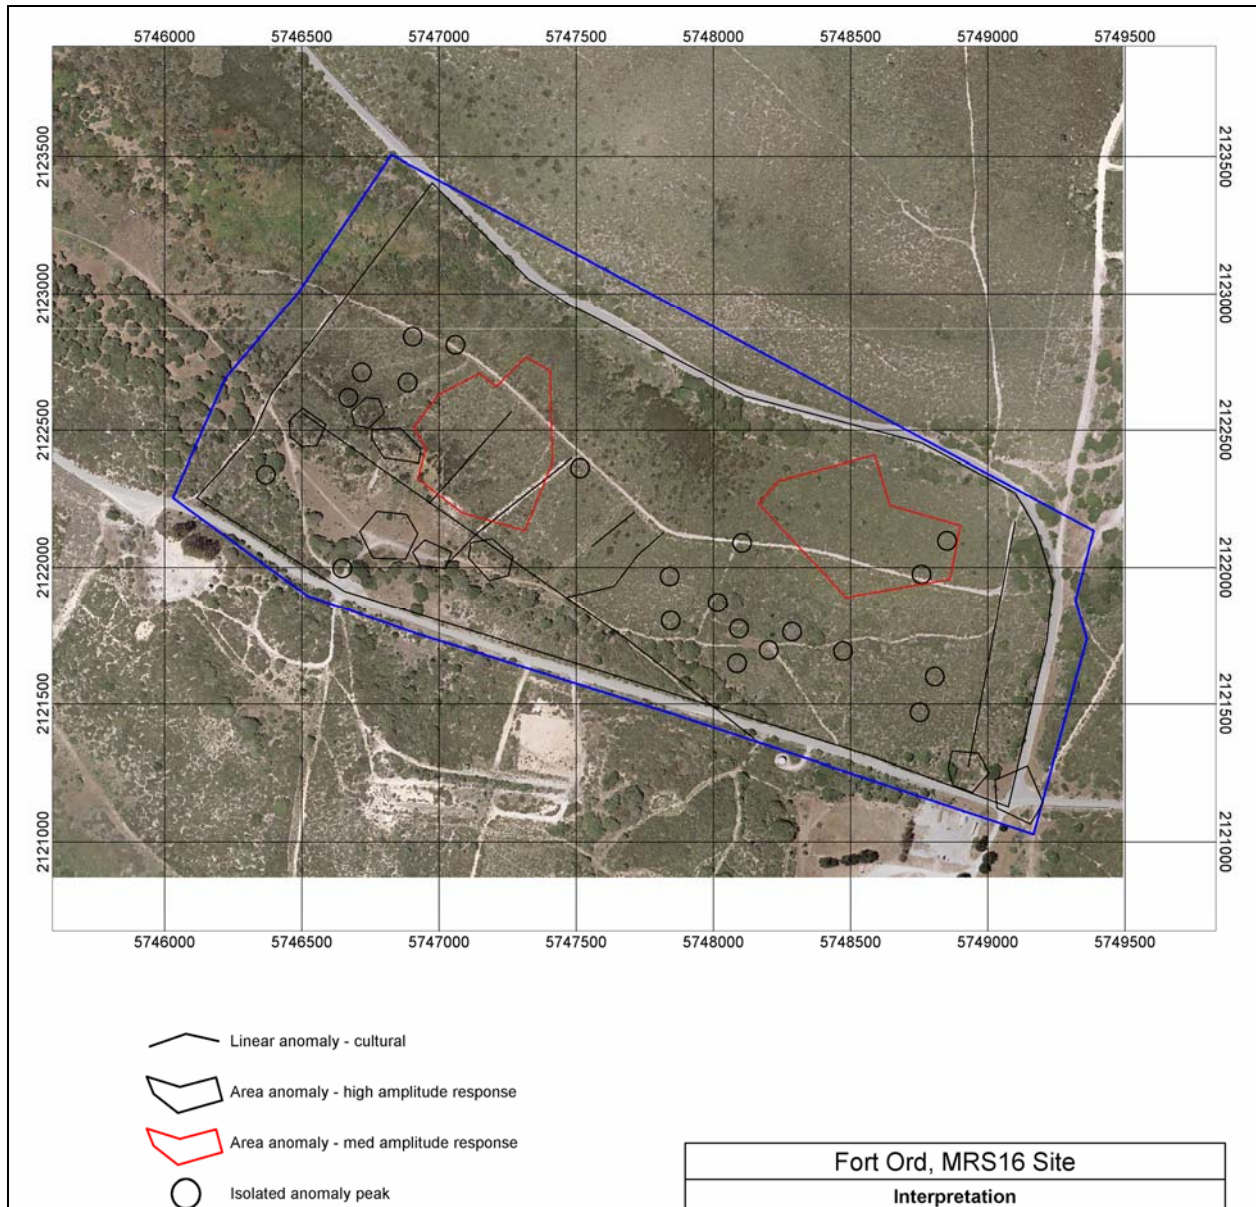 5746000 5746500 5747000 5747500 5748000 5748500 5749000 5749500
2123500 2123500
2123000 2123000
2122500 2122500
2122000 2122000
2121500 2121500
2121000 2121000
5746000 5746500 5747000 5747500 5748000 5748500 5749000 5749500
Linear anomaly - cultural
Area anomaly - high amplitude response
Area anomaly - med amplitude response
Isolated anomaly peak
Fort Ord, MRS16 Site
Interpretation